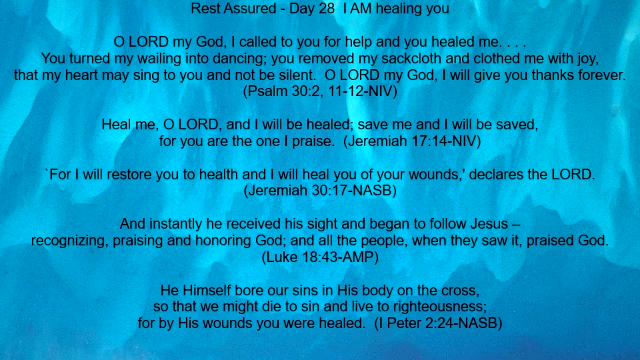 Rest Assured - Day 28  I AM healing you
O LORD my God, I called to you for help and you healed me. . . .
You turned my wailing into dancing; you removed my sackcloth and clothed me with joy,
that my heart may sing to you and not be silent.  O LORD my God, I will give you thanks forever.
(Psalm 30:2, 11-12-NIV)
Heal me, O LORD, and I will be healed; save me and I will be saved,
for you are the one I praise.  (Jeremiah 17:14-NIV)
`For I will restore you to health and I will heal you of your wounds,' declares the LORD.
(Jeremiah 30:17-NASB)
And instantly he received his sight and began to follow Jesus –
recognizing, praising and honoring God; and all the people, when they saw it, praised God.
(Luke 18:43-AMP)
He Himself bore our sins in His body on the cross,
so that we might die to sin and live to righteousness;
for by His wounds you were healed.  (I Peter 2:24-NASB)